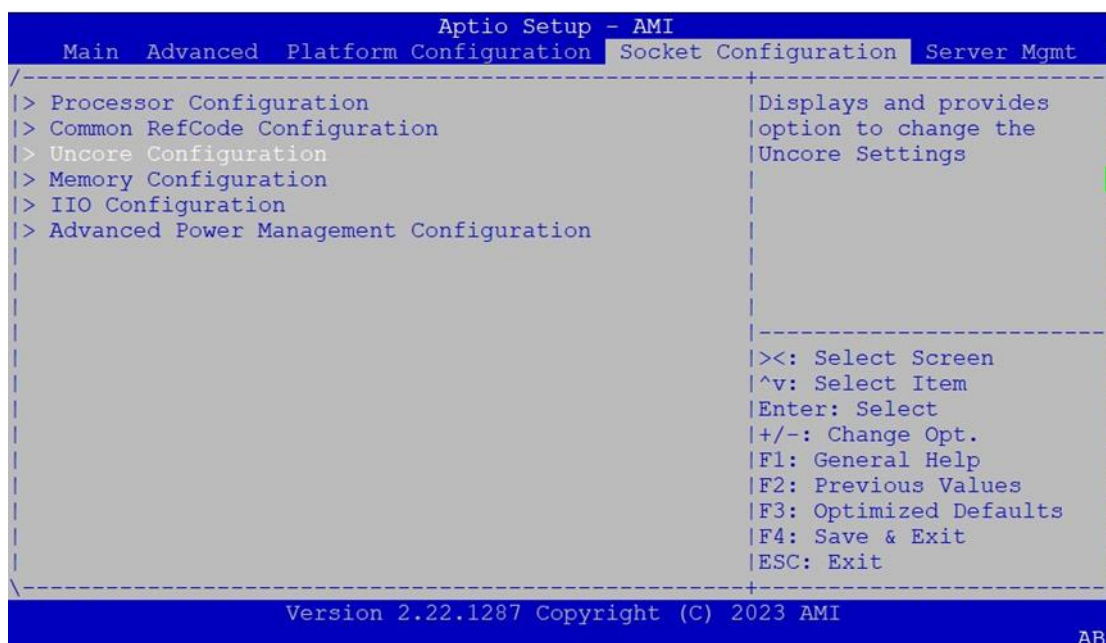 Aptio Setup - AMI
Main Advanced Platform Configuration Socket Configuration Server Mgmt
/-----------------------------------------------------+-------------------------
|> Processor Configuration |Displays and provides
|> Common RefCode Configuration |option to change the
|> Uncore Configuration |Uncore Settings
|> Memory Configuration |
|> IIO Configuration |
|> Advanced Power Management Configuration |
| |
| |
| |
| |-------------------------
| |><: Select Screen
| |^v: Select Item
| |Enter: Select
| |+/-: Change Opt.
| |F1: General Help
| |F2: Previous Values
| |F3: Optimized Defaults
| |F4: Save & Exit
| |ESC: Exit
\-----------------------------------------------------+-------------------------
Version 2.22.1287 Copyright (C) 2023 AMI
AB